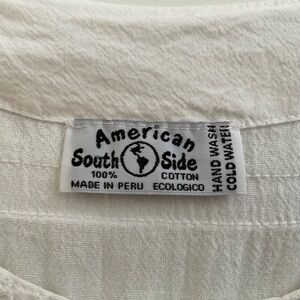 American
South Side
100% COTTON
MADE IN PERU ECOLOGICO
HAND WASH
COLD WATER